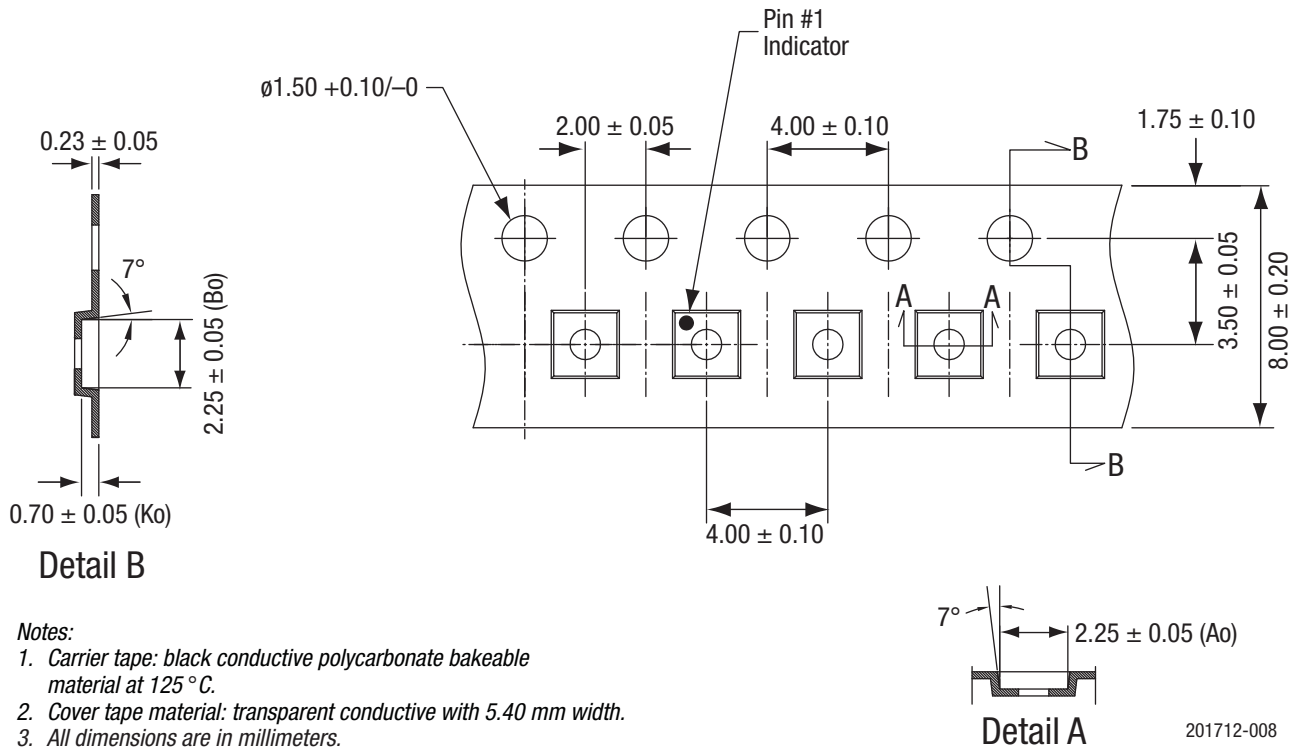 Pin #1
Indicator
ø1.50 +0.10/–0
0.23 ± 0.05
2.00 ± 0.05
4.00 ± 0.10
1.75 ± 0.10
B
7°
2.25 ± 0.05 (Bo)
A
A
3.50 ± 0.05
8.00 ± 0.20
B
0.70 ± 0.05 (Ko)
4.00 ± 0.10
Detail B
7°
2.25 ± 0.05 (Ao)
Notes:
1. Carrier tape: black conductive polycarbonate bakeable
material at 125 °C.
2. Cover tape material: transparent conductive with 5.40 mm width.
3. All dimensions are in millimeters.
Detail A
201712-008